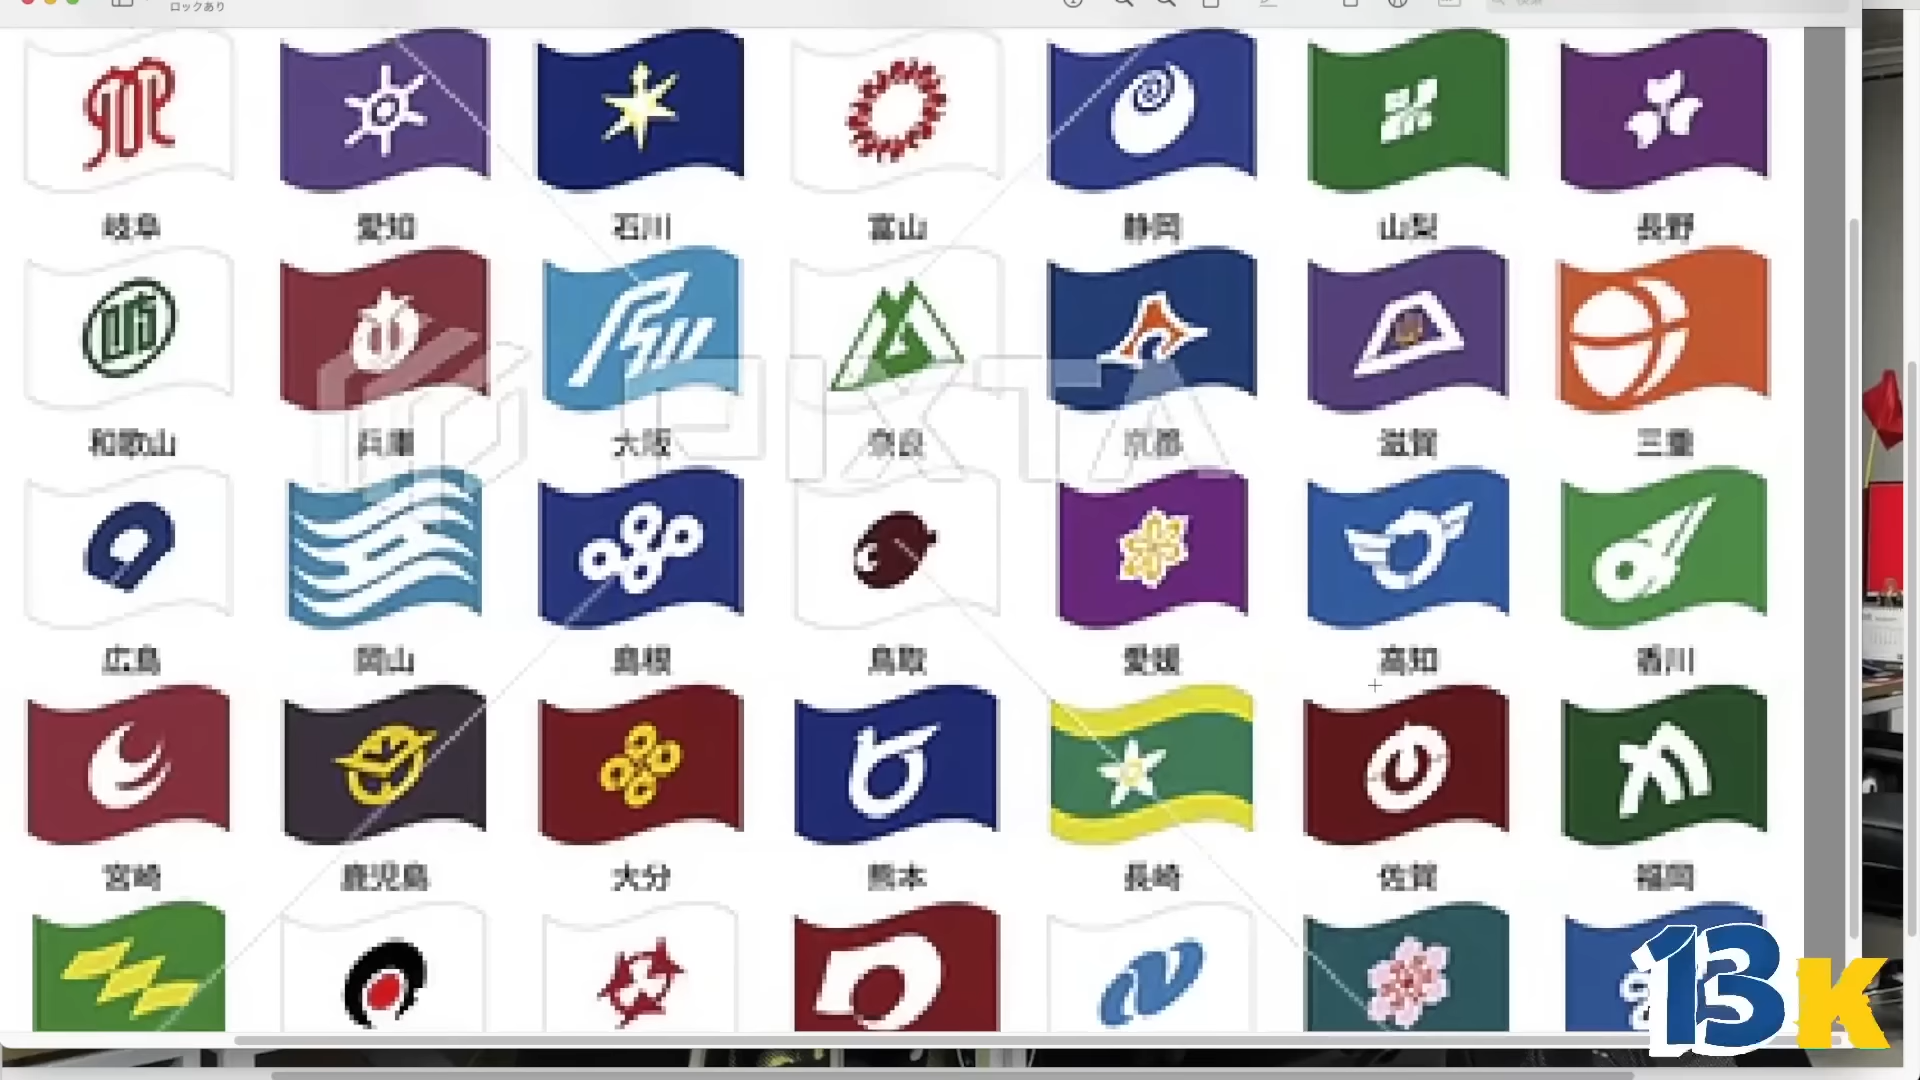 ロックあり
岐阜 愛知 石川 富山 静岡 山梨 長野
和歌山 兵庫 大阪 奈良 京都 滋賀 三重
PIXTA
広島 岡山 島根 鳥取 愛媛 高知 香川
宮崎 鹿児島 大分 熊本 長崎 佐賀 福岡
13K